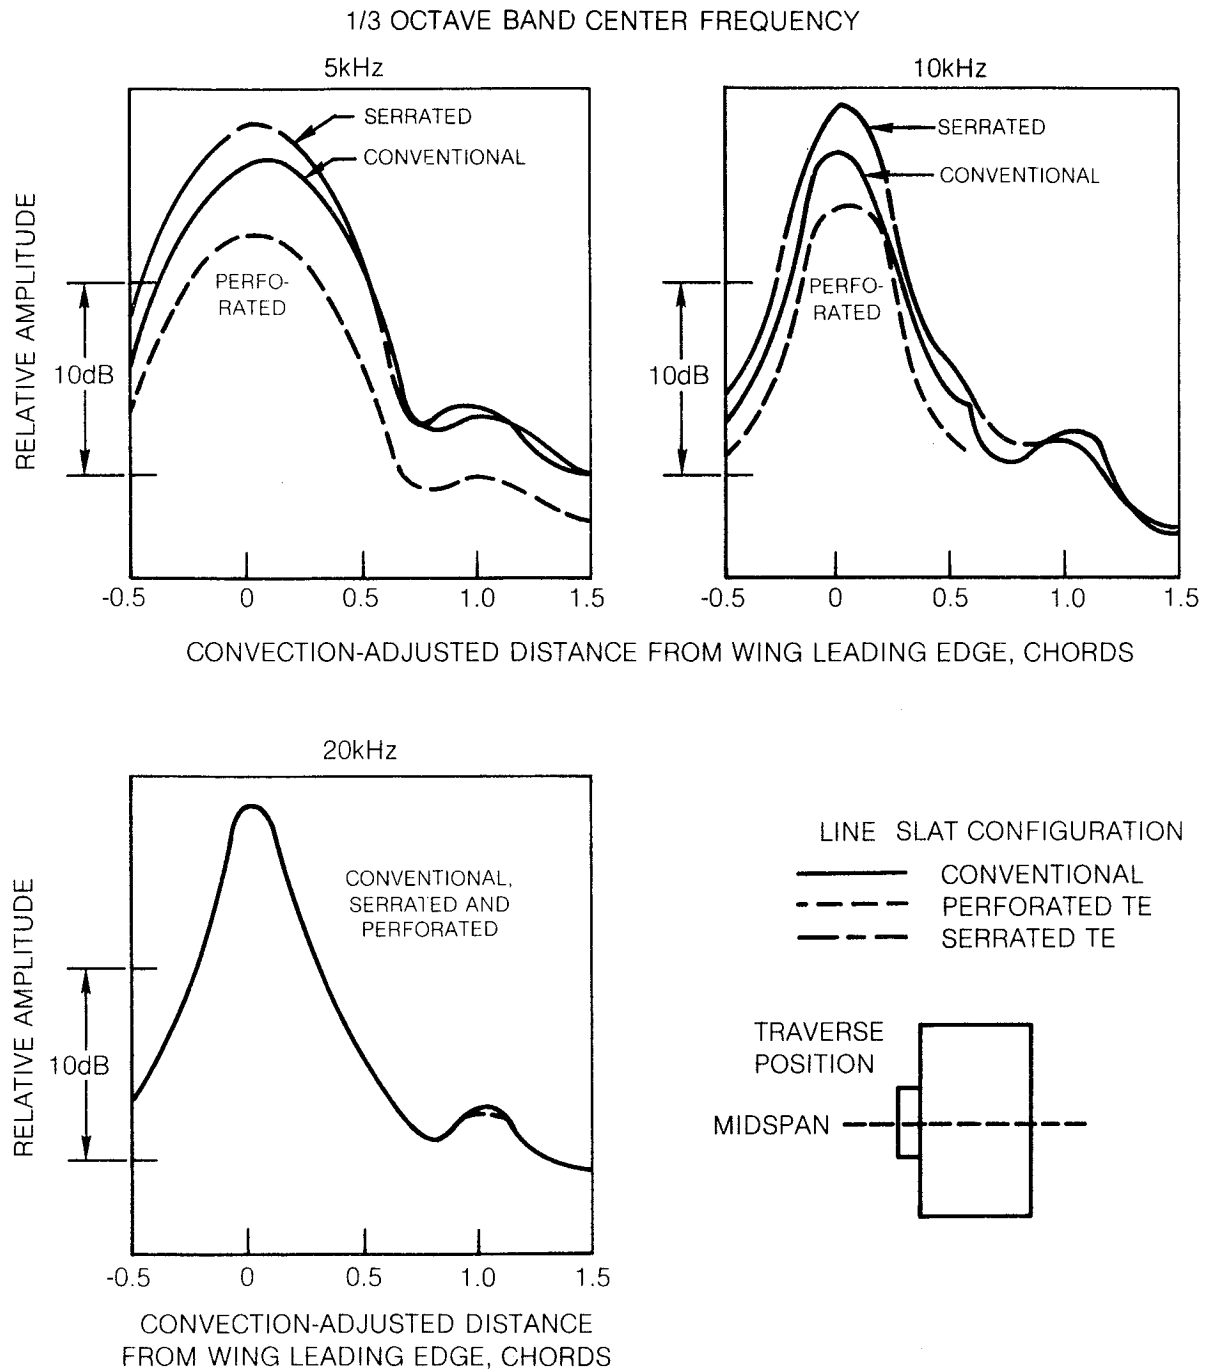 1/3 OCTAVE BAND CENTER FREQUENCY
5kHz
SERRATED
CONVENTIONAL
PERFO-
RATED
10dB
RELATIVE AMPLITUDE
-0.5 0 0.5 1.0 1.5
10kHz
SERRATED
CONVENTIONAL
PERFO-
RATED
10dB
-0.5 0 0.5 1.0 1.5
CONVECTION-ADJUSTED DISTANCE FROM WING LEADING EDGE, CHORDS
20kHz
CONVENTIONAL,
SERRATED AND
PERFORATED
10dB
RELATIVE AMPLITUDE
-0.5 0 0.5 1.0 1.5
CONVECTION-ADJUSTED DISTANCE
FROM WING LEADING EDGE, CHORDS
LINE SLAT CONFIGURATION
CONVENTIONAL
PERFORATED TE
SERRATED TE
TRAVERSE
POSITION
MIDSPAN